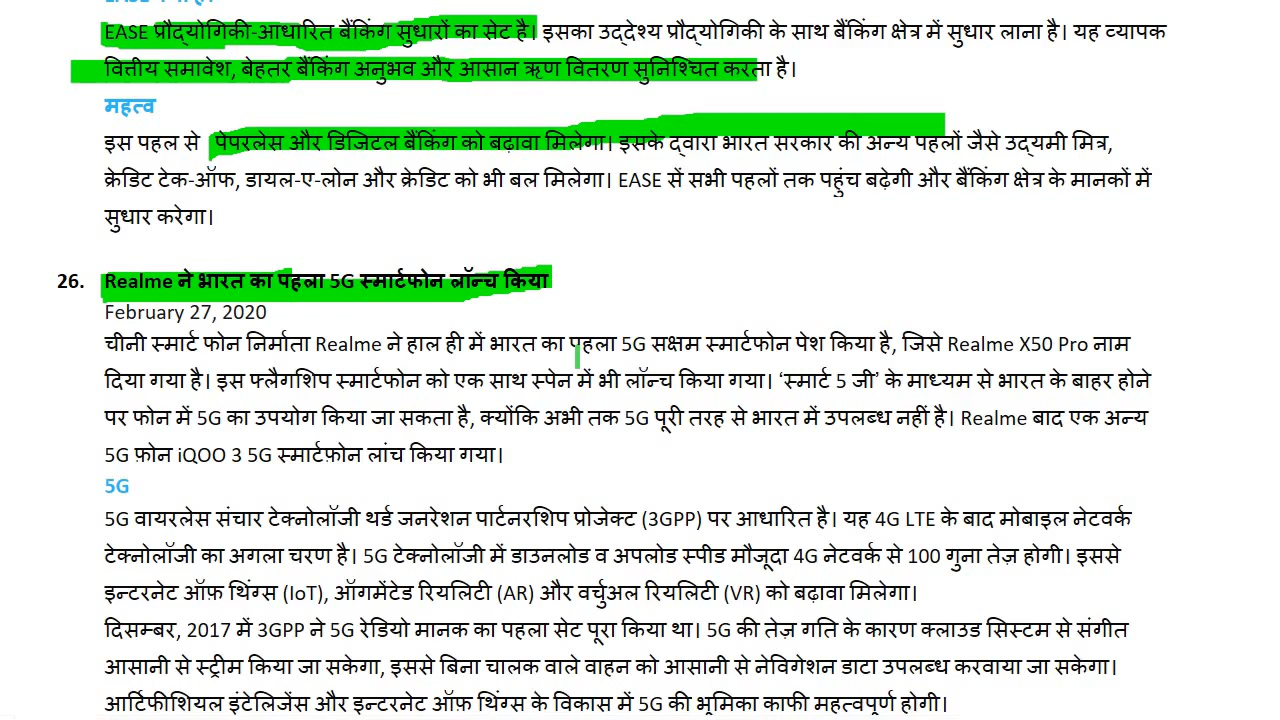 EASE प्रौद्योगिकी-आधारित बैंकिंग सुधारों का सेट है। इसका उद्देश्य प्रौद्योगिकी के साथ बैंकिंग क्षेत्र में सुधार लाना है। यह व्यापक
वित्तीय समावेश, बेहतर बैंकिंग अनुभव और आसान ऋण वितरण सुनिश्चित करता है।
महत्व
इस पहल से पेपरलेस और डिजिटल बैंकिंग को बढ़ावा मिलेगा। इसके द्वारा भारत सरकार की अन्य पहलों जैसे उद्यमी मित्र,
क्रेडिट टेक-ऑफ, डायल-ए-लोन और क्रेडिट को भी बल मिलेगा। EASE सें सभी पहलों तक पहुंच बढ़ेगी और बैंकिंग क्षेत्र के मानकों में
सुधार करेगा।
26. Realme ने भारत का पहला 5G स्मार्टफोन लॉन्च किया
February 27, 2020
चीनी स्मार्ट फोन निर्माता Realme ने हाल ही में भारत का पहला 5G सक्षम स्मार्टफोन पेश किया है, जिसे Realme X50 Pro नाम
दिया गया है। इस फ्लैगशिप स्मार्टफोन को एक साथ स्पेन में भी लॉन्च किया गया। ‘स्मार्ट 5 जी’ के माध्यम से भारत के बाहर होने
पर फोन में 5G का उपयोग किया जा सकता है, क्योंकि अभी तक 5G पूरी तरह से भारत में उपलब्ध नहीं है। Realme बाद एक अन्य
5G फ़ोन iQOO 3 5G स्मार्टफ़ोन लांच किया गया।
5G
5G वायरलेस संचार टेक्नोलॉजी थर्ड जनरेशन पार्टनरशिप प्रोजेक्ट (3GPP) पर आधारित है। यह 4G LTE के बाद मोबाइल नेटवर्क
टेक्नोलॉजी का अगला चरण है। 5G टेक्नोलॉजी में डाउनलोड व अपलोड स्पीड मौजूदा 4G नेटवर्क से 100 गुना तेज़ होगी। इससे
इन्टरनेट ऑफ़ थिंग्स (IoT), ऑगमेंटेड रियलिटी (AR) और वर्चुअल रियलिटी (VR) को बढ़ावा मिलेगा।
दिसम्बर, 2017 में 3GPP ने 5G रेडियो मानक का पहला सेट पूरा किया था। 5G की तेज़ गति के कारण क्लाउड सिस्टम से संगीत
आसानी से स्ट्रीम किया जा सकेगा, इससे बिना चालक वाले वाहन को आसानी से नेविगेशन डाटा उपलब्ध करवाया जा सकेगा।
आर्टिफीशियल इंटेलिजेंस और इन्टरनेट ऑफ़ थिंग्स के विकास में 5G की भूमिका काफी महत्वपूर्ण होगी।